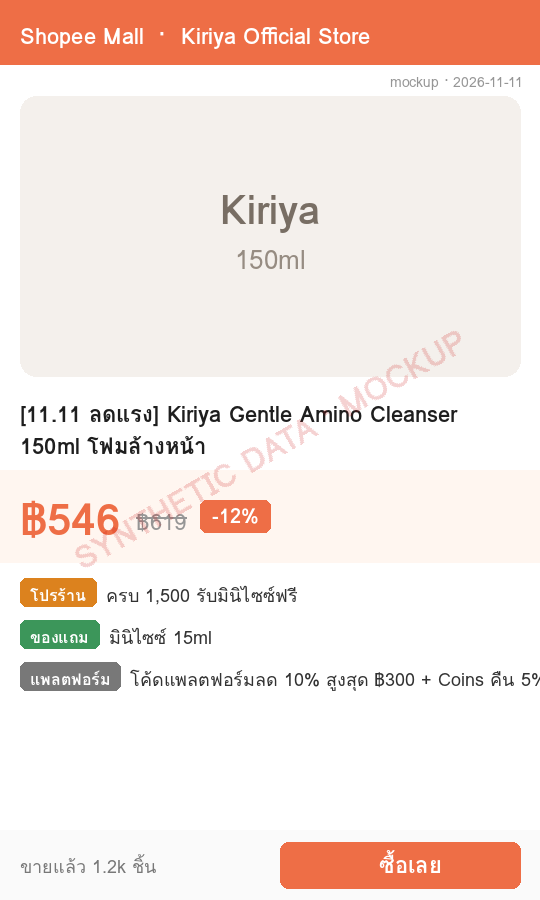 Shopee Mall · Kiriya Official Store
mockup · 2026-11-11
Kiriya
150ml
[11.11 ลดแรง] Kiriya Gentle Amino Cleanser
150ml โฟมล้างหน้า
฿546 ฿619 -12%
SYNTHETIC DATA MOCKUP
โปรร้าน ครบ 1,500 รับมินิไซซ์ฟรี
ของแถม มินิไซซ์ 15ml
แพลตฟอร์ม โค้ดแพลตฟอร์มลด 10% สูงสุด ฿300 + Coins คืน 5%
ขายแล้ว 1.2k ชิ้น ซื้อเลย